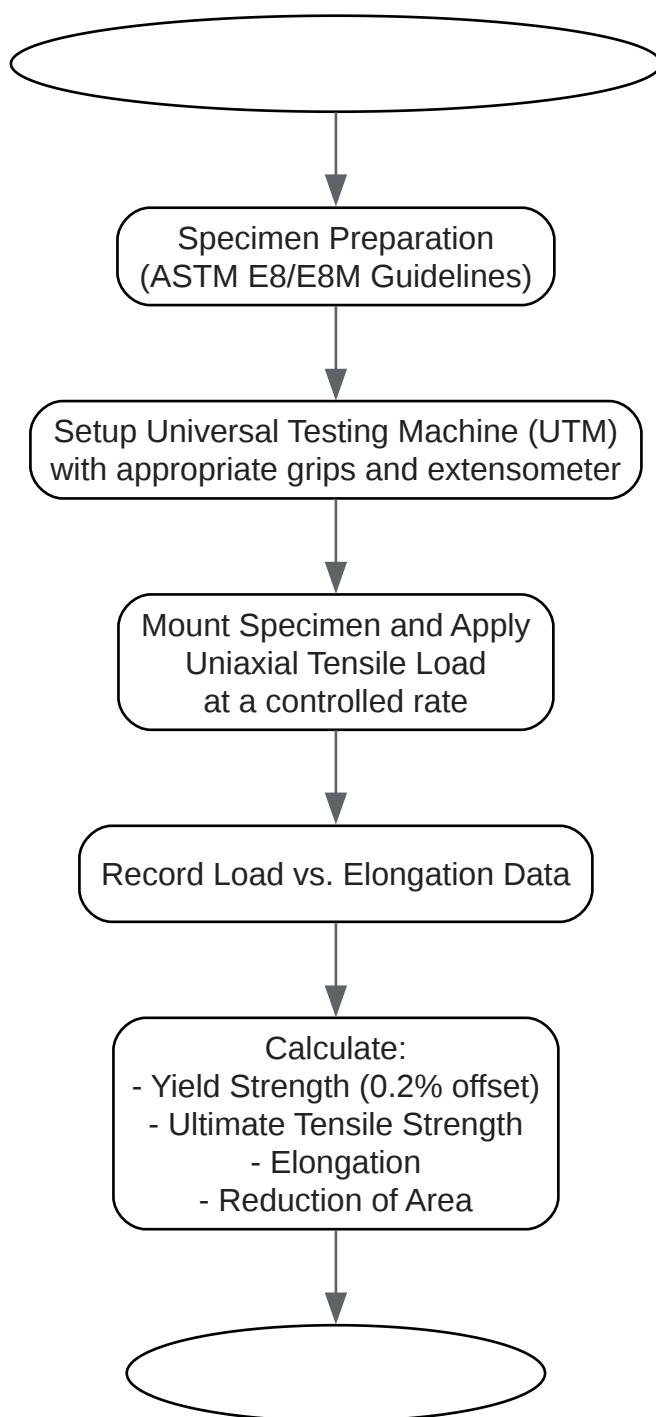 Specimen Preparation
(ASTM E8/E8M Guidelines)
Setup Universal Testing Machine (UTM)
with appropriate grips and extensometer
Mount Specimen and Apply
Uniaxial Tensile Load
at a controlled rate
Record Load vs. Elongation Data
Calculate:
- Yield Strength (0.2% offset)
- Ultimate Tensile Strength
- Elongation
- Reduction of Area